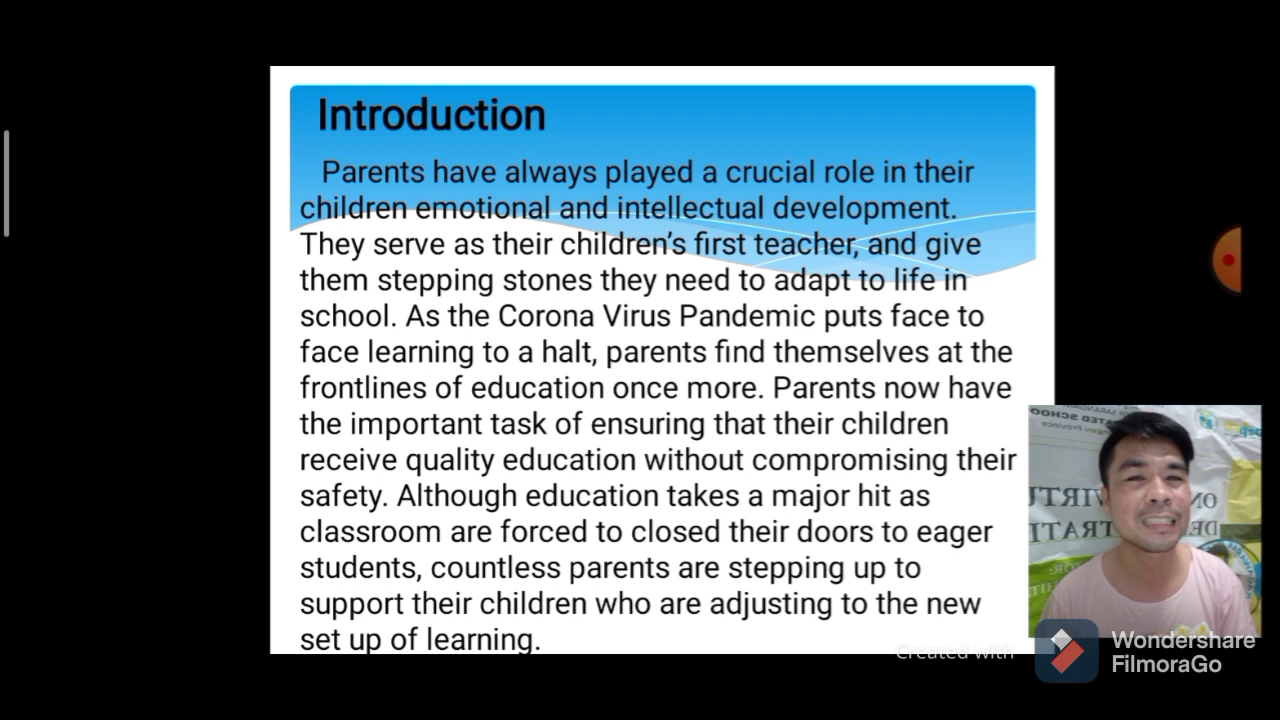 Introduction
Parents have always played a crucial role in their
children emotional and intellectual development.
They serve as their children's first teacher, and give
them stepping stones they need to adapt to life in
school. As the Corona Virus Pandemic puts face to
face learning to a halt, parents find themselves at the
frontlines of education once more. Parents now have
the important task of ensuring that their children
receive quality education without compromising their
safety. Although education takes a major hit as
classroom are forced to closed their doors to eager
students, countless parents are stepping up to
support their children who are adjusting to the new
set up of learning.
Created with
Wondershare
FilmoraGo